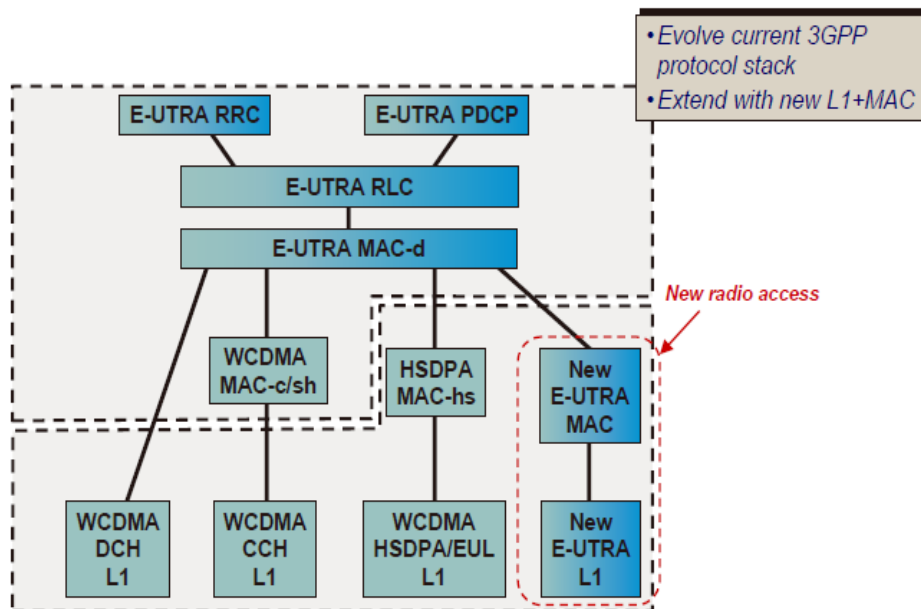 • Evolve current 3GPP
protocol stack
• Extend with new L1+MAC
E-UTRA RRC
E-UTRA PDCP
E-UTRA RLC
E-UTRA MAC-d
New radio access
WCDMA
MAC-c/sh
HSDPA
MAC-hs
New
E-UTRA
MAC
WCDMA
DCH
L1
WCDMA
CCH
L1
WCDMA
HSDPA/EUL
L1
New
E-UTRA
L1